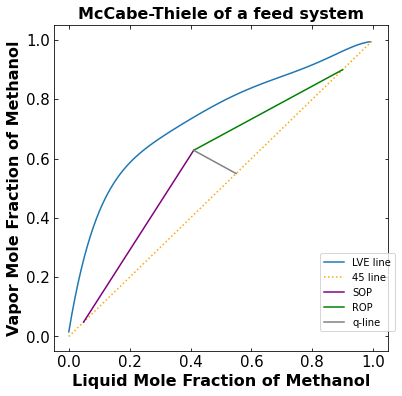 McCabe-Thiele of a feed system
Vapor Mole Fraction of Methanol
1.0
0.8
0.6
0.4
0.2
0.0
LVE line
45 line
SOP
ROP
q-line
0.0 0.2 0.4 0.6 0.8 1.0
Liquid Mole Fraction of Methanol